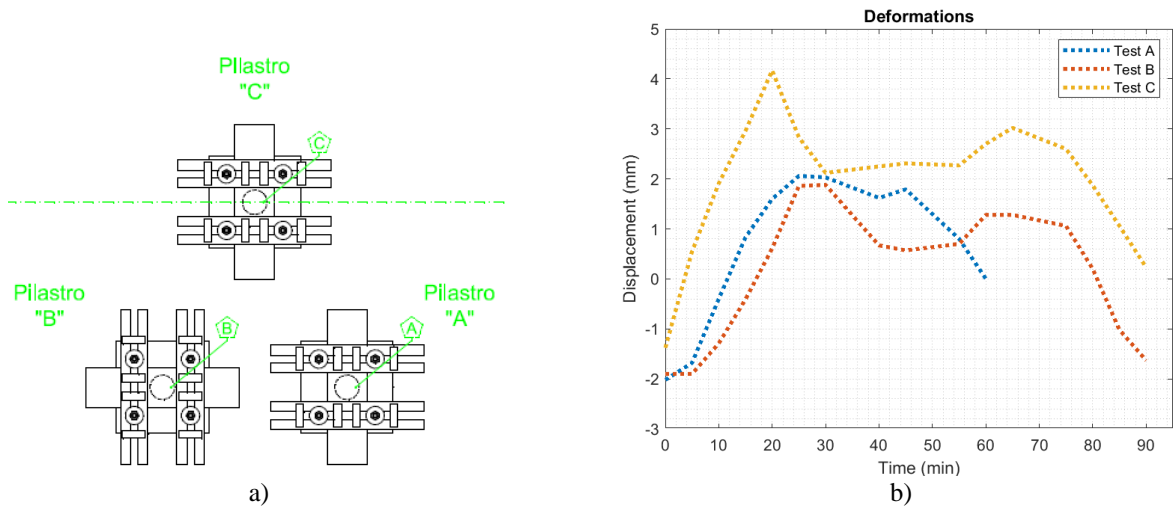 PIlastro
"C"
C
PIlastro
"B"
B
PIlastro
"A"
A
a)
Deformations
Test A
Test B
Test C
Displacement (mm)
5
4
3
2
1
0
-1
-2
-3
0 10 20 30 40 50 60 70 80 90
Time (min)
b)